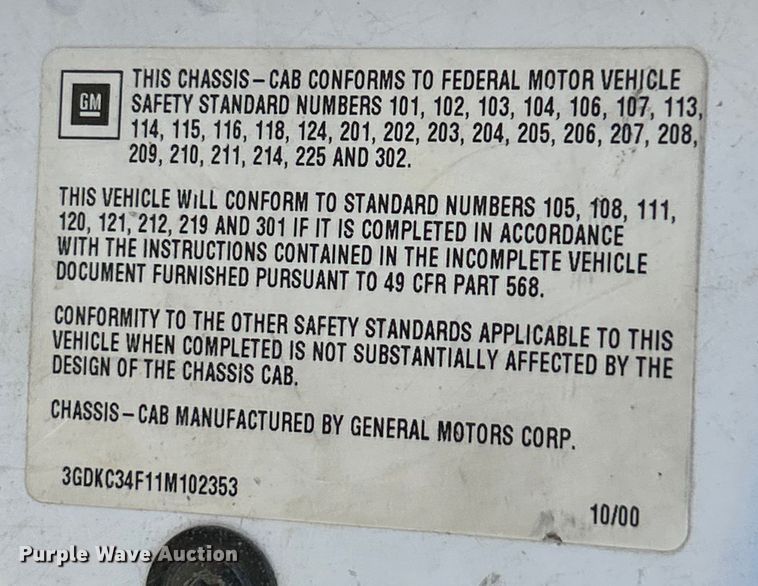 GM
THIS CHASSIS-CAB CONFORMS TO FEDERAL MOTOR VEHICLE
SAFETY STANDARD NUMBERS 101, 102, 103, 104, 106, 107, 113,
114, 115, 116, 118, 124, 201, 202, 203, 204, 205, 206, 207, 208,
209, 210, 211, 214, 225 AND 302.
THIS VEHICLE WILL CONFORM TO STANDARD NUMBERS 105, 108, 111,
120, 121, 212, 219 AND 301 IF IT IS COMPLETED IN ACCORDANCE
WITH THE INSTRUCTIONS CONTAINED IN THE INCOMPLETE VEHICLE
DOCUMENT FURNISHED PURSUANT TO 49 CFR PART 568.
CONFORMITY TO THE OTHER SAFETY STANDARDS APPLICABLE TO THIS
VEHICLE WHEN COMPLETED IS NOT SUBSTANTIALLY AFFECTED BY THE
DESIGN OF THE CHASSIS CAB.
CHASSIS-CAB MANUFACTURED BY GENERAL MOTORS CORP.
3GDKC34F11M102353
10/00
Purple Wave Auction